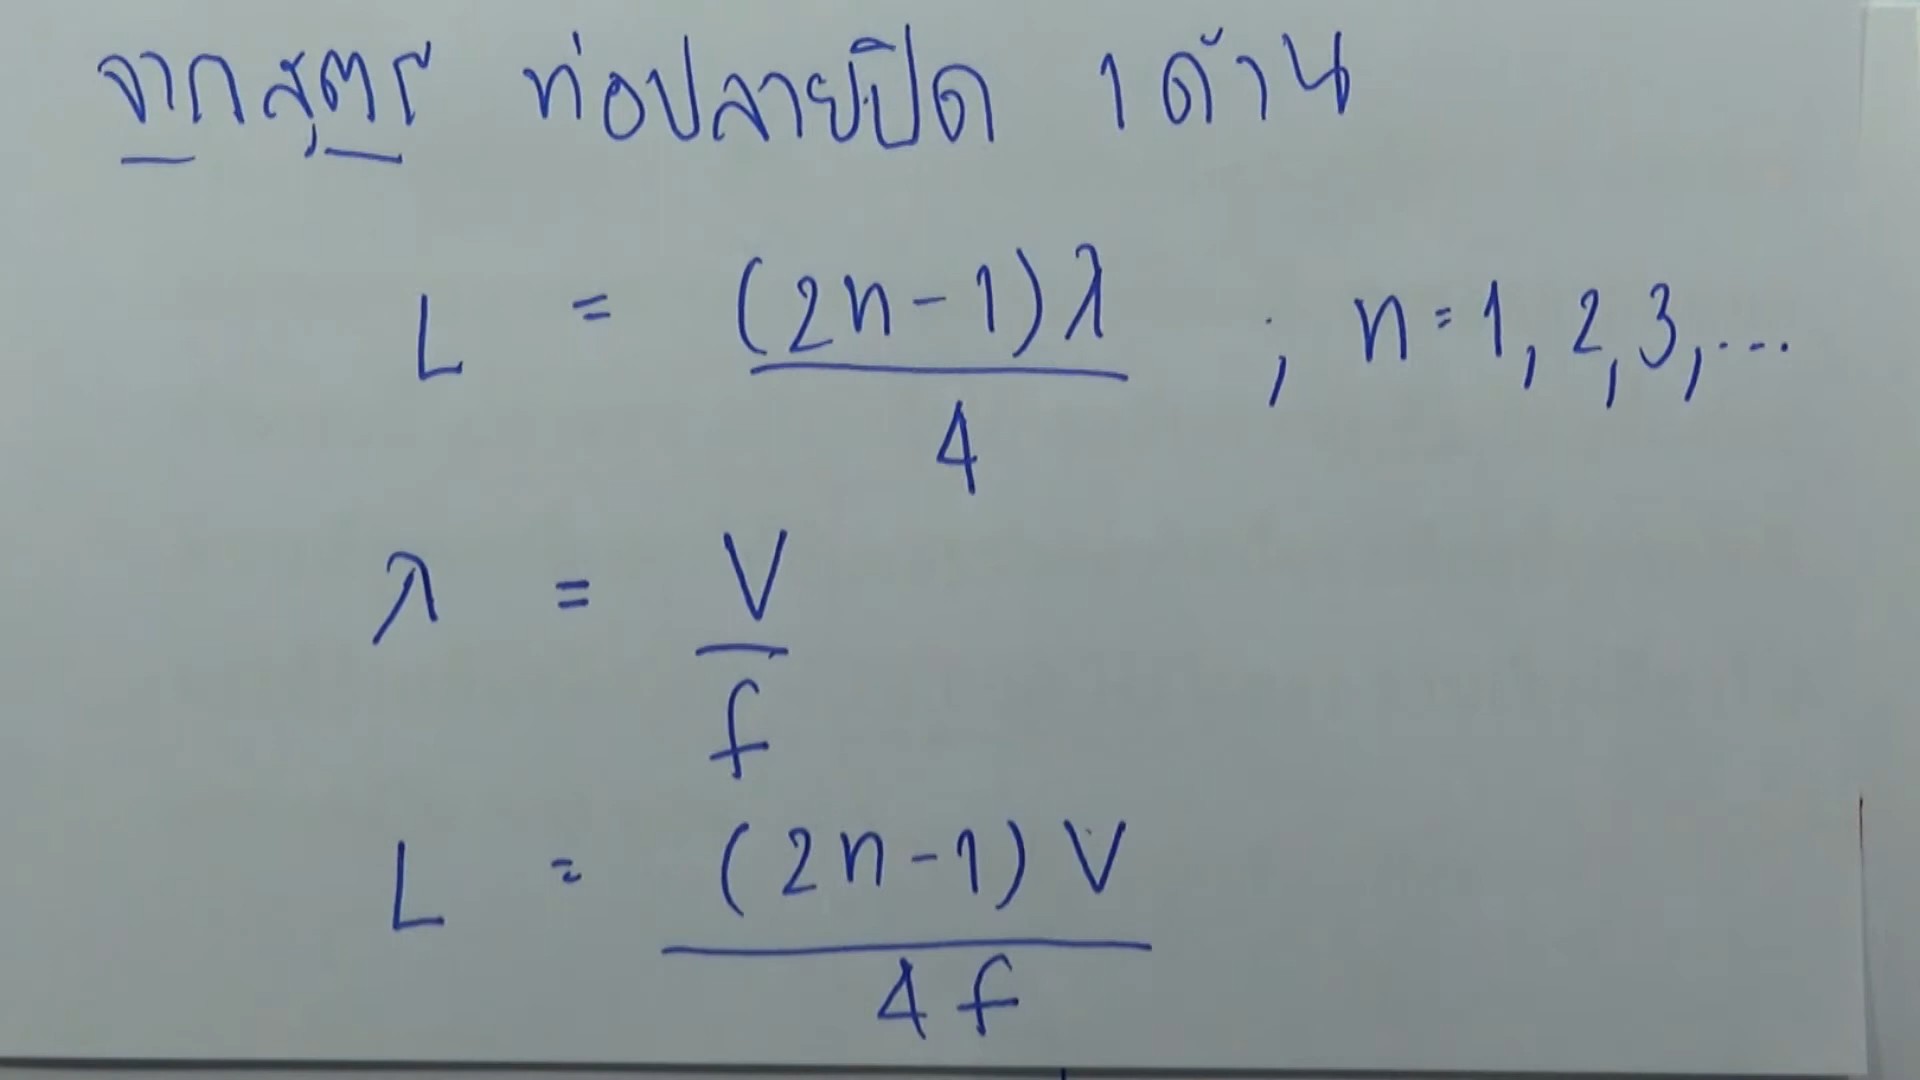 จากสูตร ท่อปลายปิด 1 ด้าน
L = (2n-1)λ / 4 ; n = 1, 2, 3, ...
λ = V / f
L = (2n-1) V / 4 f